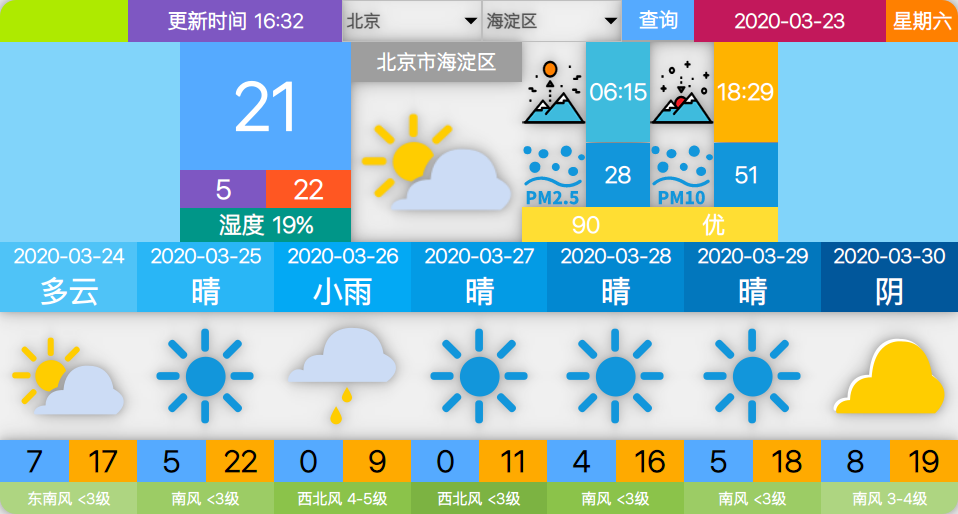 更新时间 16:32 北京 海淀区 查询 2020-03-23 星期六
北京市海淀区
21
5 22
湿度 19%
06:15 18:29
28 51
PM2.5 PM10
90 优
2020-03-24 2020-03-25 2020-03-26 2020-03-27 2020-03-28 2020-03-29 2020-03-30
多云 晴 小雨 晴 晴 晴 阴
7 17 5 22 0 9 0 11 4 16 5 18 8 19
东南风 <3级 南风 <3级 西北风 4-5级 西北风 <3级 南风 <3级 南风 <3级 南风 3-4级